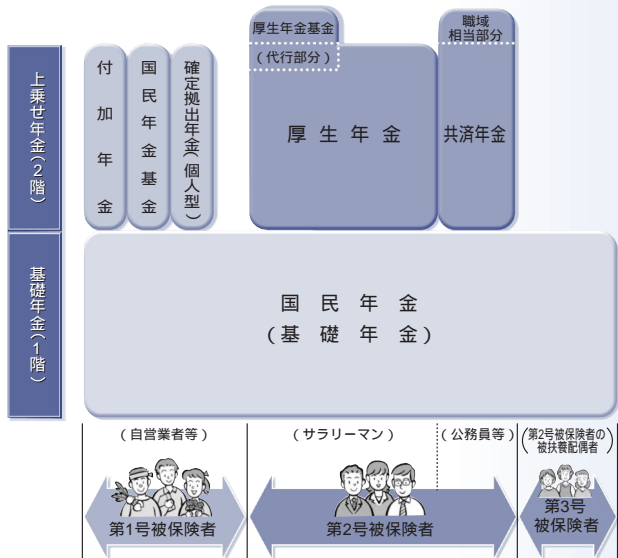 上乗せ年金(2階)
付加年金
国民年金基金
確定拠出年金(個人型)
厚生年金基金
(代行部分)
厚生年金
職域
相当部分
共済年金
基礎年金(1階)
国民年金
(基礎年金)
(自営業者等)
(サラリーマン)
(公務員等)
(第2号被保険者の
被扶養配偶者)
第1号被保険者
第2号被保険者
第3号
被保険者